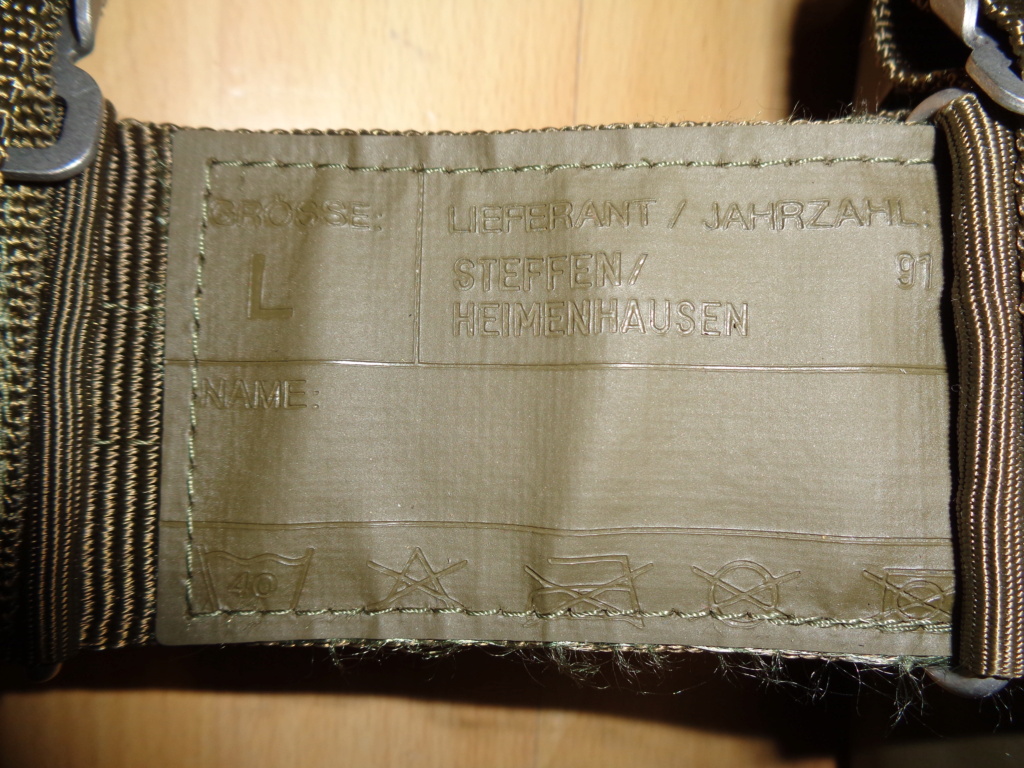 GRÖSSE: LIEFERANT / JAHRZAHL:
L STEFFEN/ 91
HEIMENHAUSEN
NAME:
40